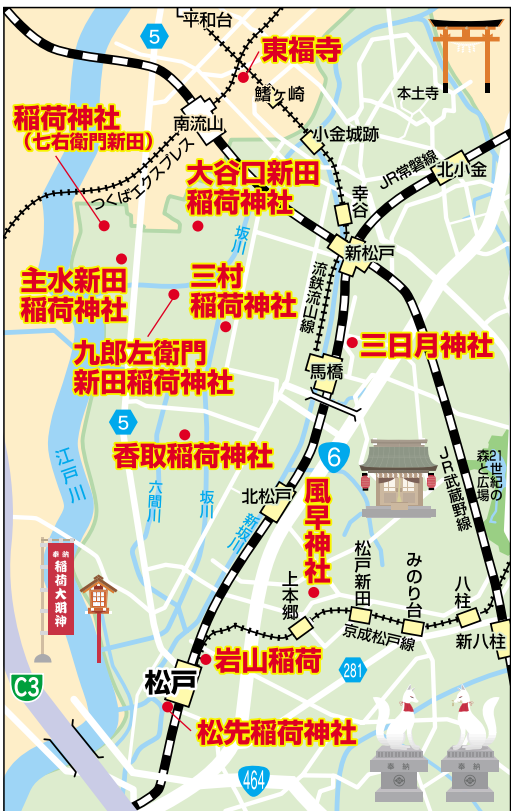 平和台
5
東福寺
鰭ヶ崎
本土寺
稲荷神社
(七右衛門新田)
南流山
小金城跡
つくばエクスプレス
大谷口新田
稲荷神社
JR常磐線
北小金
幸谷
坂川
新松戸
主水新田
稲荷神社
三村
稲荷神社
流鉄流山線
九郎左衛門
新田稲荷神社
三日月神社
馬橋
5
香取稲荷神社
6
江戸川
六間川
坂川
新坂川
北松戸
風早神社
JR武蔵野線
21世紀の
森と広場
奉納
稲荷大明神
上本郷
松戸新田
みのり台
八柱
京成松戸線
新八柱
岩山稲荷
281
松戸
C3
松先稲荷神社
464
奉納
奉納